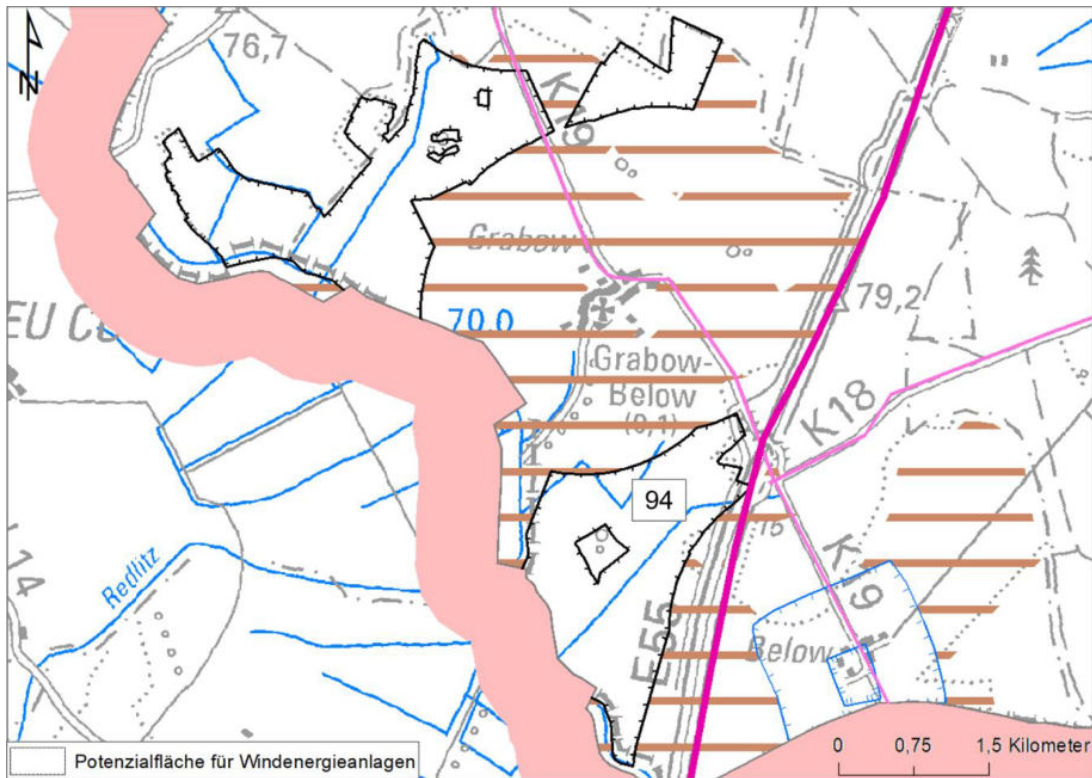 N
76,7
K19
Grabow
79,2
EU C
70,0
Grabow-
Below
(0,1)
K18
94
15
14
Redlitz
K19
E55
Below
Potenzialfläche für Windenergieanlagen
0 0,75 1,5 Kilometer